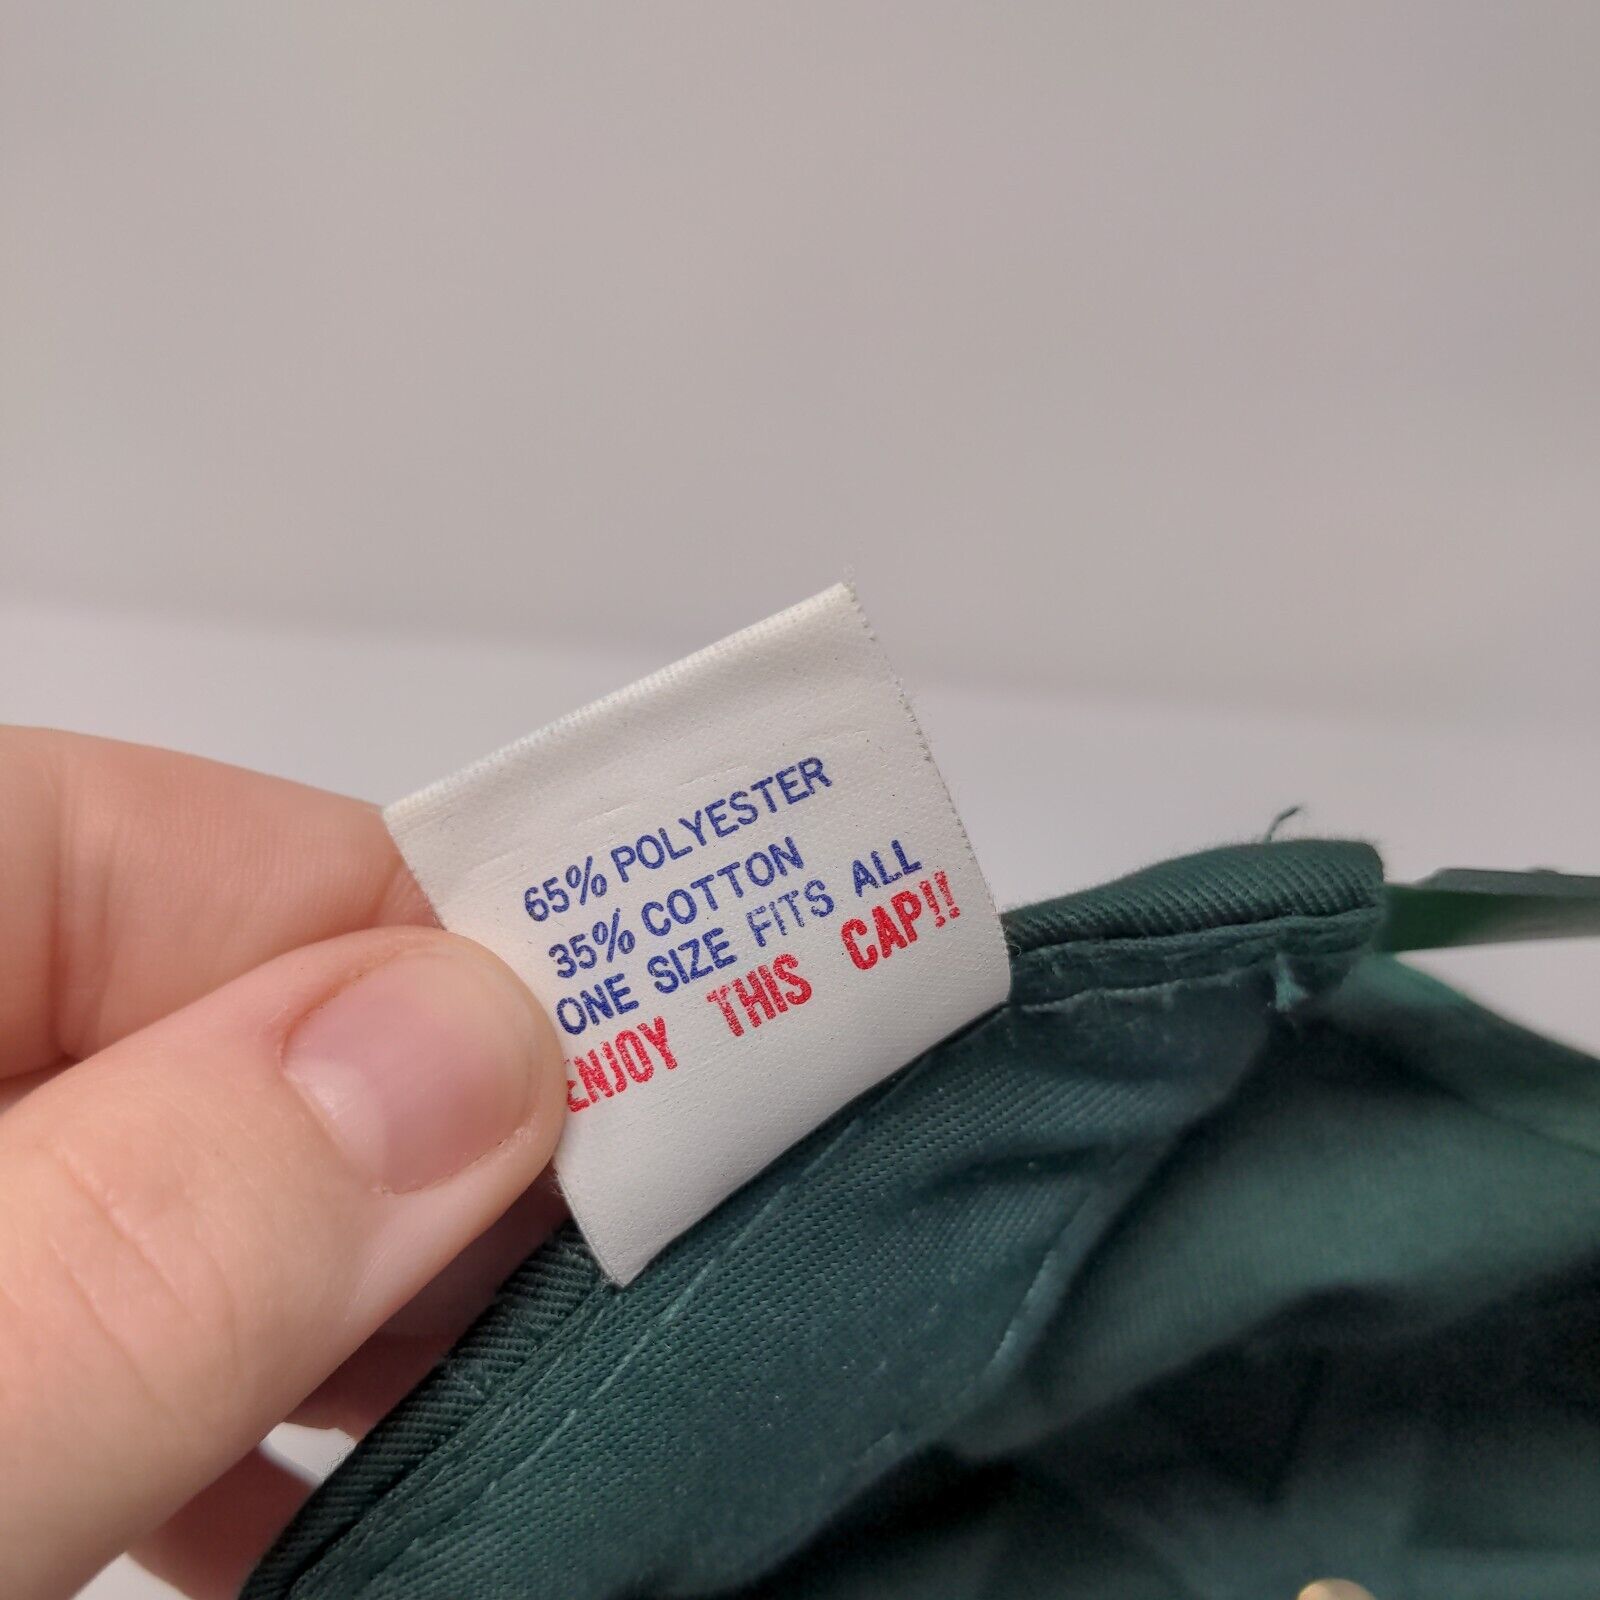 65% POLYESTER
35% COTTON
ONE SIZE FITS ALL
ENJOY THIS CAP!!